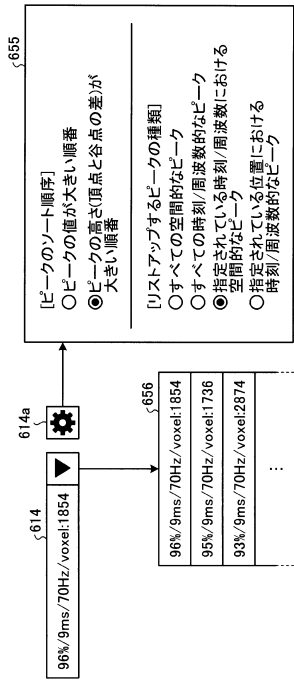 614
614a
96%/9ms/70Hz/voxel:1854
655
[ピークのソート順序]
ピークの値が大きい順番
ピークの高さ(頂点と谷点の差)が
大きい順番
[リストアップするピークの種類]
すべての空間的なピーク
すべての時刻/周波数的なピーク
指定されている時刻/周波数における
空間的なピーク
指定されている位置における
時刻/周波数的なピーク
656
96%/9ms/70Hz/voxel:1854
95%/9ms/70Hz/voxel:1736
93%/9ms/70Hz/voxel:2874
⋮